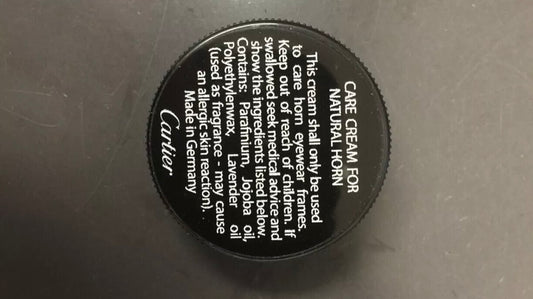 CARE CREAM FOR
NATURAL HORN
This cream shall only be used
to care horn eyewear frames.
Keep out of reach of children. If
swallowed seek medical advice and
show the ingredients listed below.
Contains: Parafinium, Jojoba oil,
Polyethylenwax, Lavender oil
(used as fragrance - may cause
an allergic skin reaction).
Made in Germany
Cartier